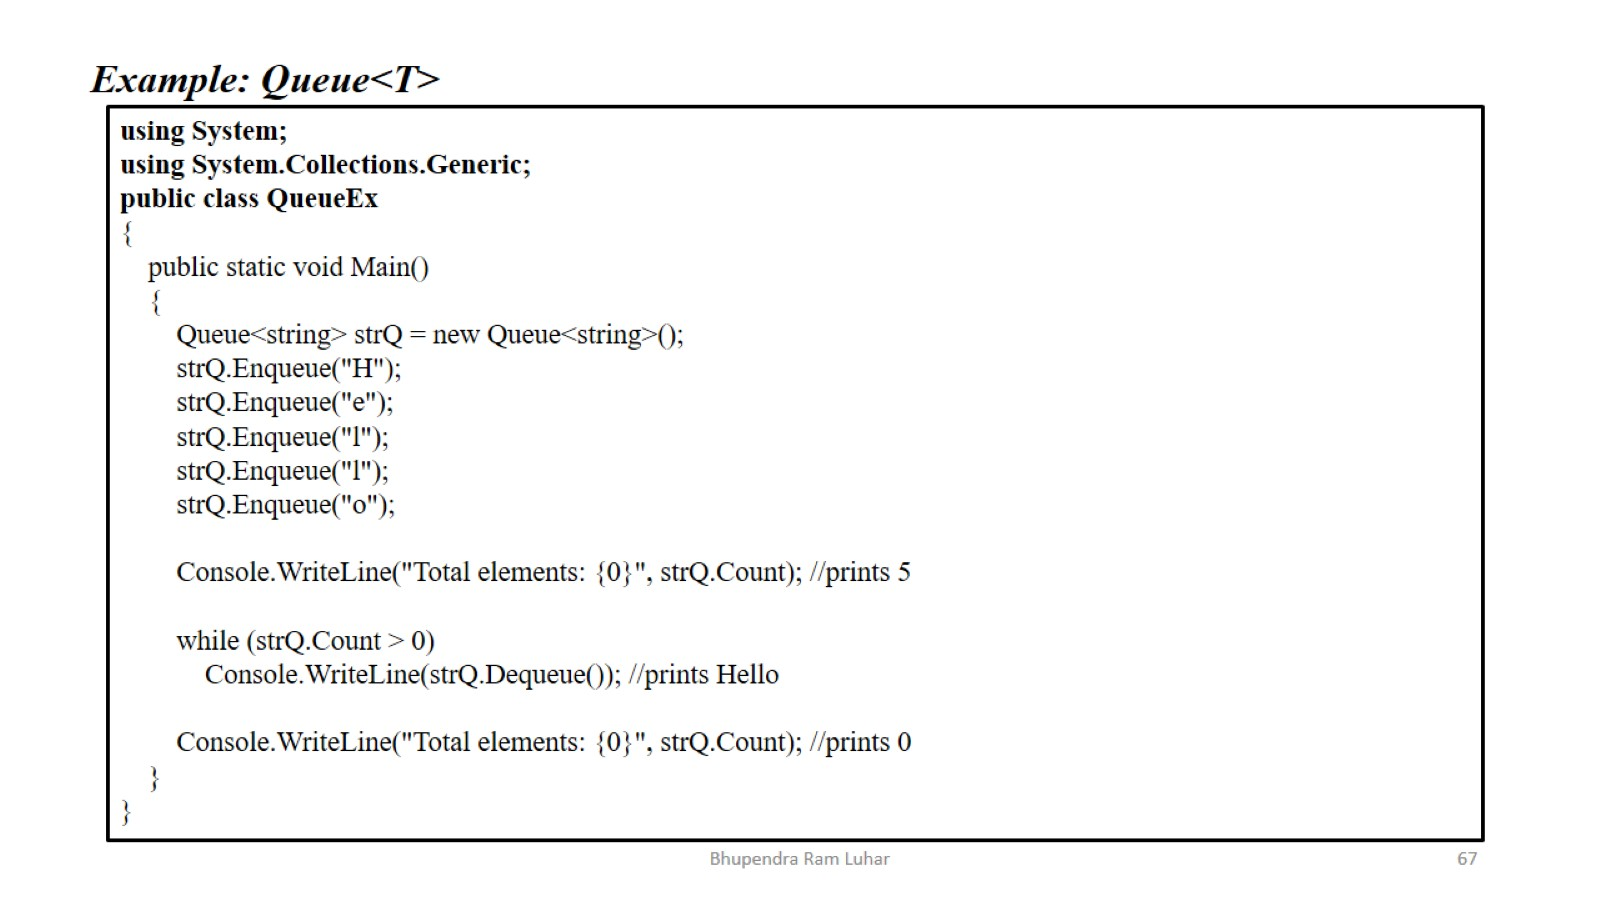 Example: Queue<T>
using System;
using System.Collections.Generic;
public class QueueEx
{
public static void Main()
{
Queue<string> strQ = new Queue<string>();
strQ.Enqueue("H");
strQ.Enqueue("e");
strQ.Enqueue("l");
strQ.Enqueue("l");
strQ.Enqueue("o");
Console.WriteLine("Total elements: {0}", strQ.Count); //prints 5
while (strQ.Count > 0)
Console.WriteLine(strQ.Dequeue()); //prints Hello
Console.WriteLine("Total elements: {0}", strQ.Count); //prints 0
}
}
Bhupendra Ram Luhar
67